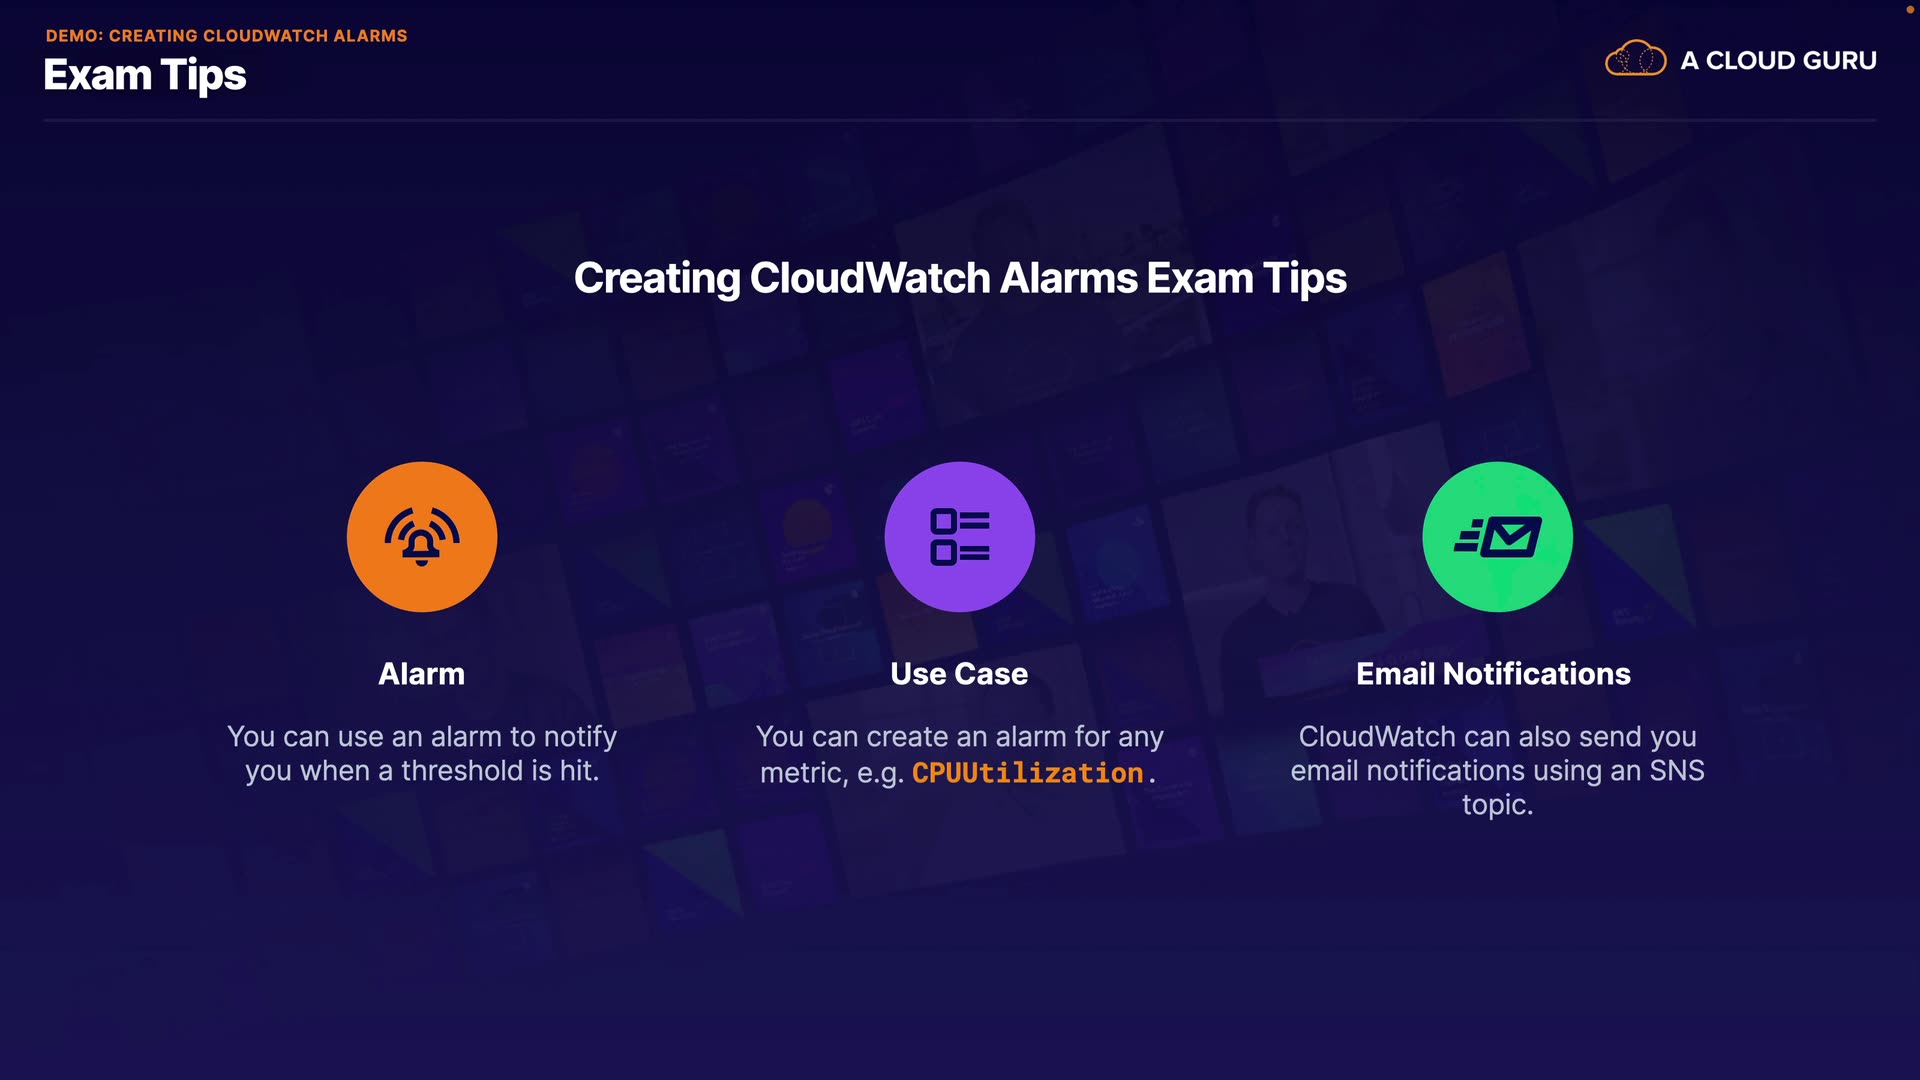 DEMO: CREATING CLOUDWATCH ALARMS
Exam Tips
A CLOUD GURU
Creating CloudWatch Alarms Exam Tips
Alarm
You can use an alarm to notify
you when a threshold is hit.
Use Case
You can create an alarm for any
metric, e.g. CPUUtilization.
Email Notifications
CloudWatch can also send you
email notifications using an SNS
topic.